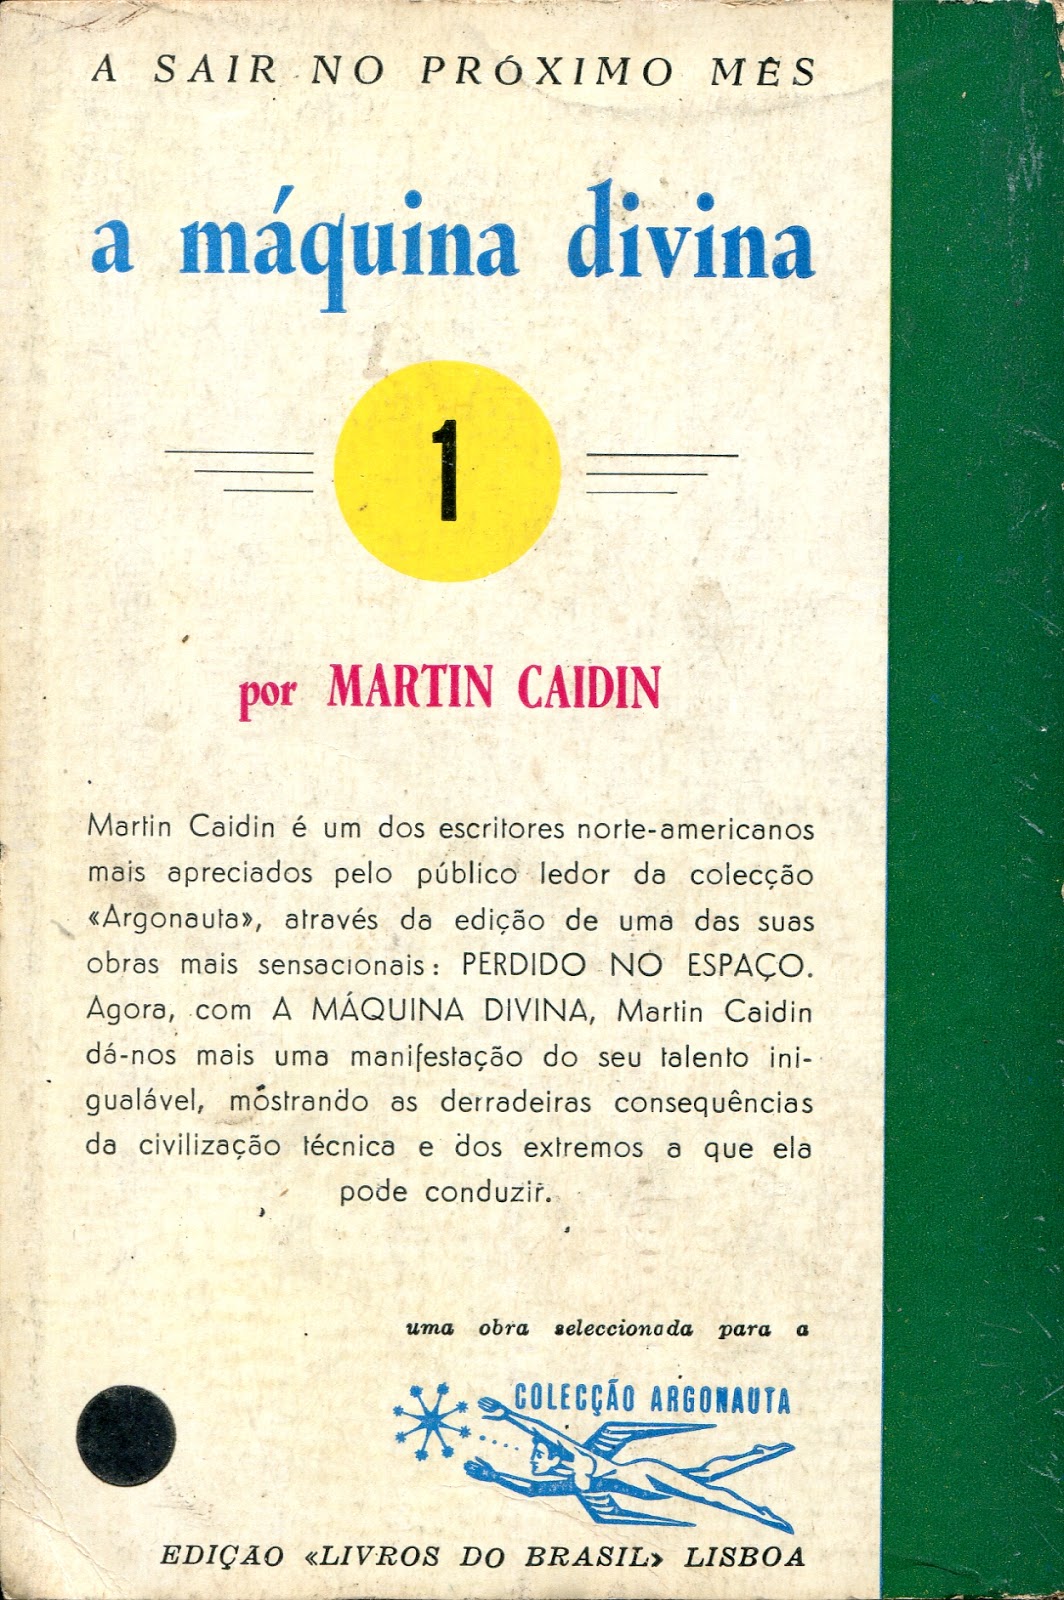 A SAIR NO PRÓXIMO MÊS
a máquina divina
1
por MARTIN CAIDIN
Martin Caidin é um dos escritores norte-americanos
mais apreciados pelo público ledor da colecção
«Argonauta», através da edição de uma das suas
obras mais sensacionais: PERDIDO NO ESPAÇO.
Agora, com A MÁQUINA DIVINA, Martin Caidin
dá-nos mais uma manifestação do seu talento ini-
gualável, mostrando as derradeiras consequências
da civilização técnica e dos extremos a que ela
pode conduzir.
uma obra seleccionada para a
COLECÇÃO ARGONAUTA
EDIÇÃO «LIVROS DO BRASIL» LISBOA